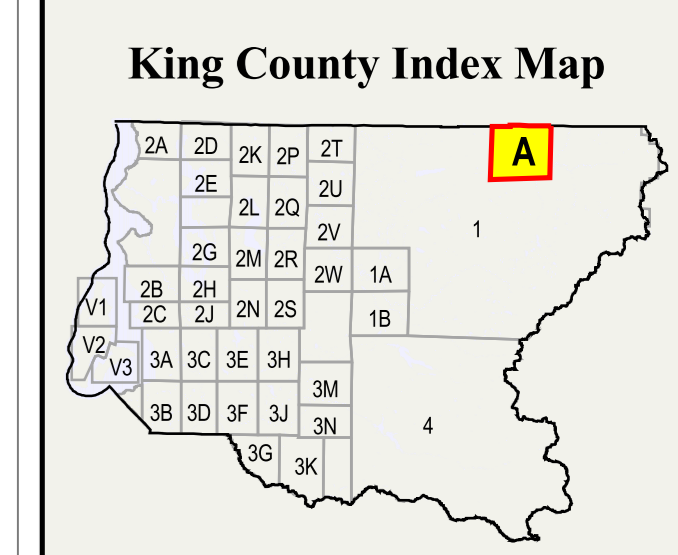 King County Index Map
2A 2D 2K 2P 2T A
2E 2U
2L 2Q 1
2V
2G 2M 2R 2W 1A
2B 2H
V1 2C 2J 2N 2S 1B
V2 V3 3A 3C 3E 3H
3M
3B 3D 3F 3J 3N 4
3G 3K